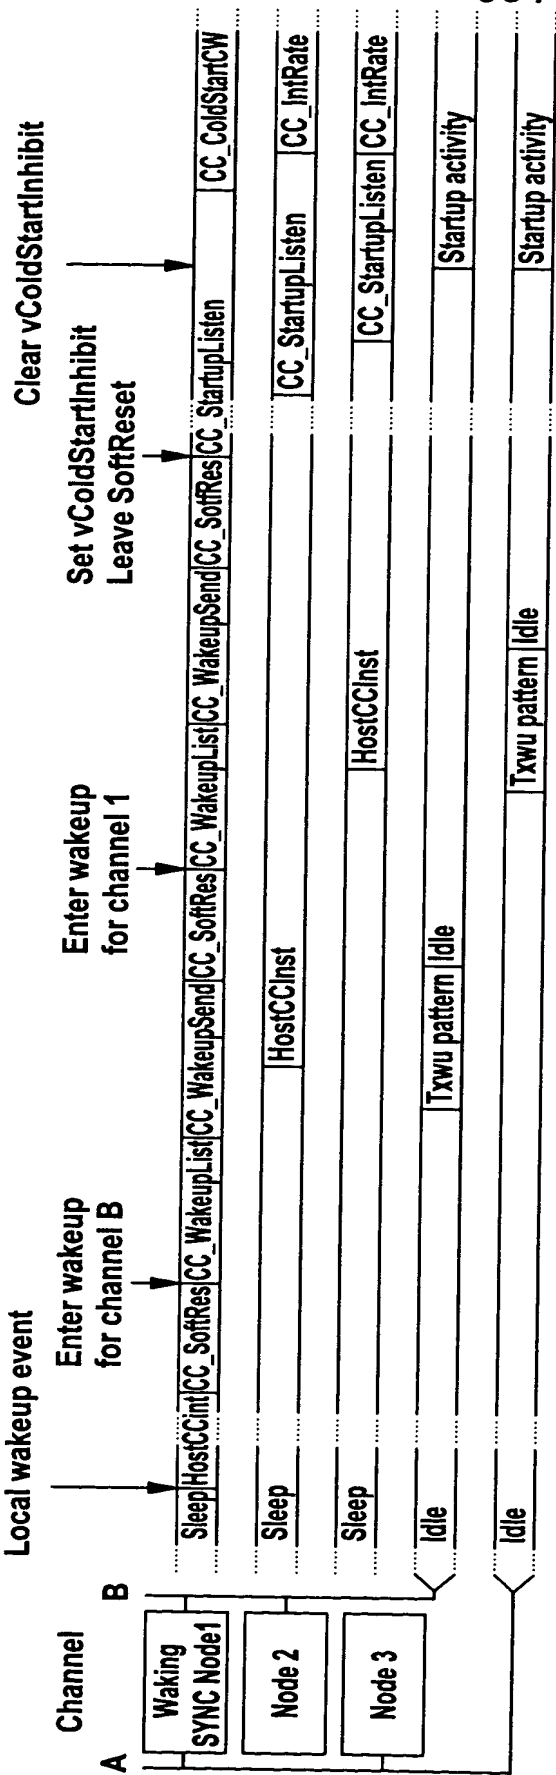 Local wakeup event
Enter wakeup
for channel B
Enter wakeup
for channel 1
Set vColdStartInhibit
Leave SoftReset
Clear vColdStartInhibit
Channel
A
B
Waking
SYNC Node1
Sleep HostCCint CC_SoftRes CC_WakeupList CC_WakeupSend CC_SoftRes CC_WakeupList CC_WakeupSend CC_SoftRes CC_StartupListen CC_ColdStartCW
Node 2
Sleep HostCCInst CC_StartupListen CC_IntRate
Node 3
Sleep HostCCInst CC_StartupListen CC_IntRate
Idle Txwu pattern Idle Startup activity
Idle Txwu pattern Idle Startup activity